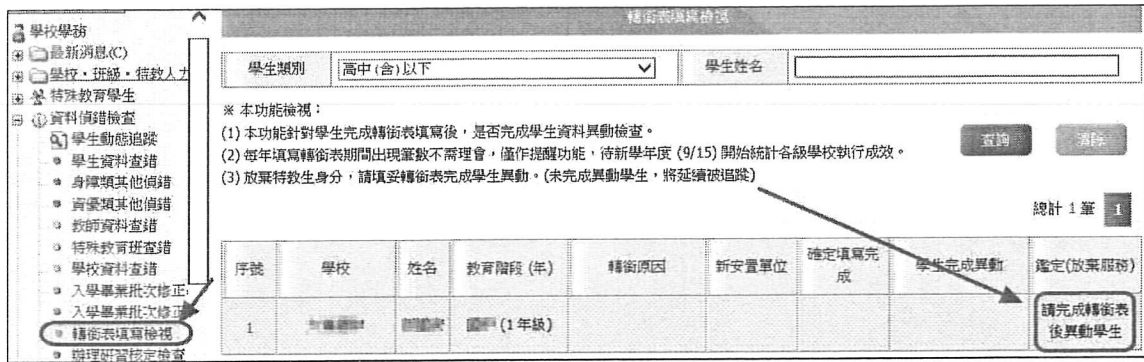 學校學務
最新消息(C)
學校・班級・特教人力
特殊教育學生
資料偵錯檢查
學生動態追蹤
學生資料查錯
身障類其他偵錯
資優類其他偵錯
教師資料查錯
特殊教育班查錯
學校資料查錯
入學畢業批次修正
入學畢業批次修正
轉銜表填寫檢視
辦理研習核定檢查
轉銜表填寫檢視
學生類別 高中(含)以下 學生姓名
※ 本功能檢視：
(1) 本功能針對學生完成轉銜表填寫後，是否完成學生資料異動檢查。
(2) 每年填寫轉銜表期間出現筆數不需理會，僅作提醒功能，待新學年度 (9/15) 開始統計各級學校執行成效。
(3) 放棄特教生身分，請填妥轉銜表完成學生異動。(未完成異動學生，將延續被追蹤)
查詢 清除
總計 1 筆 1
序號 學校 姓名 教育階段 (年) 轉銜原因 新安置單位 確定填寫完成 學生完成異動 鑑定(放棄服務)
1 (1年級) 請完成轉銜表
後異動學生